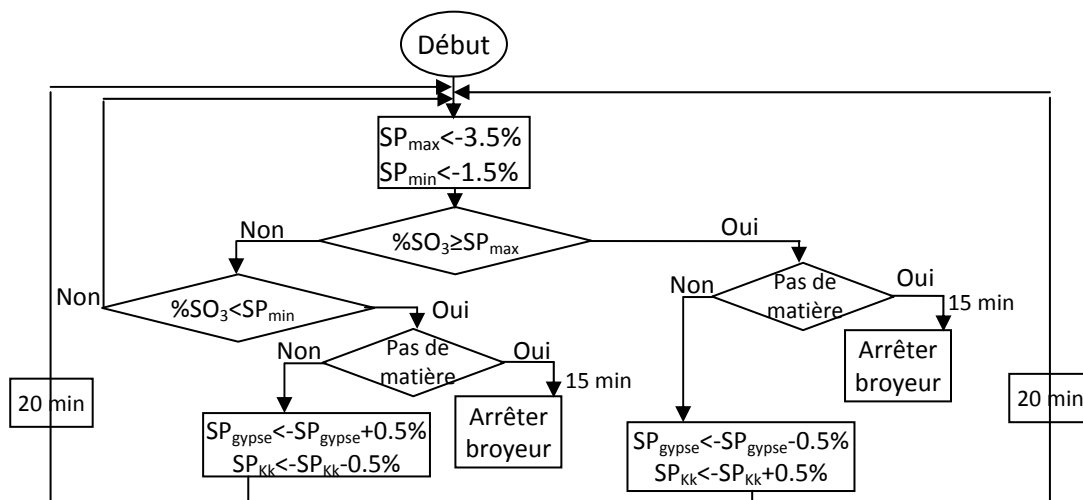 Début
SPmax<-3.5%
SPmin<-1.5%
Non
%SO₃≥SPmax
Oui
Non
%SO₃<SPmin
Oui
Non
Pas de
matière
Oui
15 min
Arrêter
broyeur
Non
Pas de
matière
Oui
15 min
Arrêter
broyeur
20 min
SPgypse<-SPgypse+0.5%
SPKk<-SPKk-0.5%
SPgypse<-SPgypse-0.5%
SPKk<-SPKk+0.5%
20 min